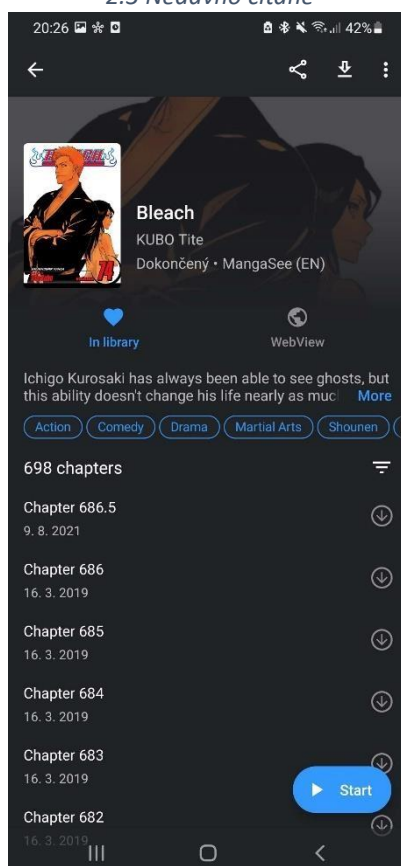 2.5 Nedávno čítané
20:26 42%
BLEACH
74
Bleach
KUBO Tite
Dokončený • MangaSee (EN)
In library
WebView
Ichigo Kurosaki has always been able to see ghosts, but
this ability doesn't change his life nearly as muc More
Action Comedy Drama Martial Arts Shounen
698 chapters
Chapter 686.5
9. 8. 2021
Chapter 686
16. 3. 2019
Chapter 685
16. 3. 2019
Chapter 684
16. 3. 2019
Chapter 683
16. 3. 2019
Start
Chapter 682
16. 3. 2019